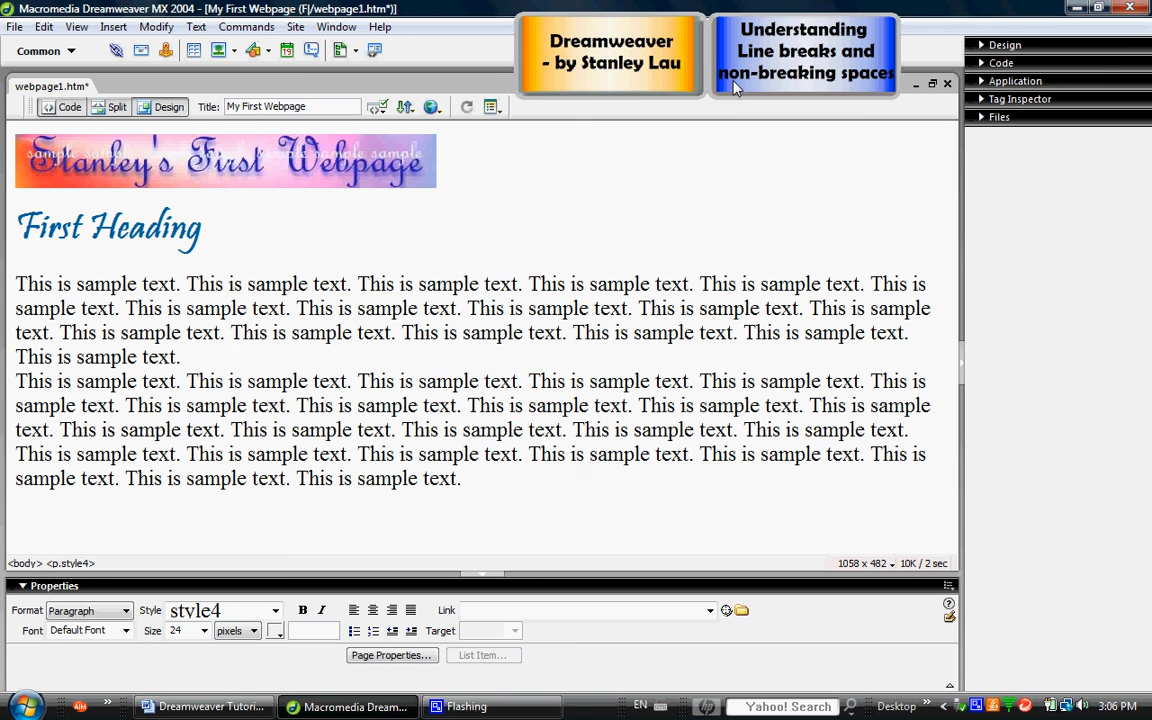 Macromedia Dreamweaver MX 2004 - [My First Webpage (F|/webpage1.htm*)]
File Edit View Insert Modify Text Commands Site Window Help
Common
Dreamweaver
- by Stanley Lau
Understanding
Line breaks and
non-breaking spaces
Design
Code
Application
Tag Inspector
Files
webpage1.htm*
Code Split Design Title: My First Webpage
Stanley's First Webpage
First Heading
This is sample text. This is sample text. This is sample text. This is sample text. This is sample text. This is
sample text. This is sample text. This is sample text. This is sample text. This is sample text. This is sample
text. This is sample text. This is sample text. This is sample text. This is sample text. This is sample text.
This is sample text.
This is sample text. This is sample text. This is sample text. This is sample text. This is sample text. This is
sample text. This is sample text. This is sample text. This is sample text. This is sample text. This is sample
text. This is sample text. This is sample text. This is sample text. This is sample text. This is sample text.
This is sample text. This is sample text. This is sample text. This is sample text. This is sample text. This is
sample text. This is sample text. This is sample text.
<body> <p.style4> 1058 x 482 10K / 2 sec
Properties
Format Paragraph Style style4 B I Link
Font Default Font Size 24 pixels Target
Page Properties... List Item...
Dreamweaver Tutori... Macromedia Dream... Flashing EN Yahoo! Search Desktop 3:06 PM